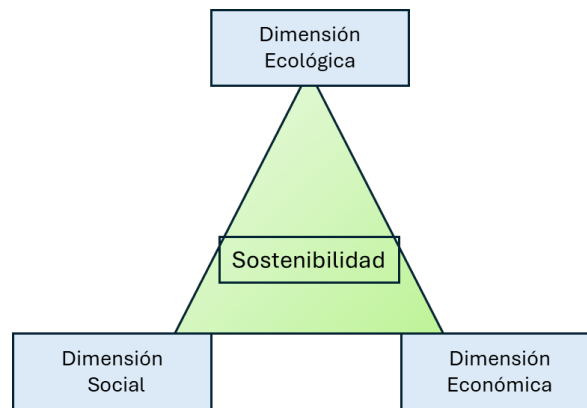 Dimensión
Ecológica
Sostenibilidad
Dimensión
Social
Dimensión
Económica